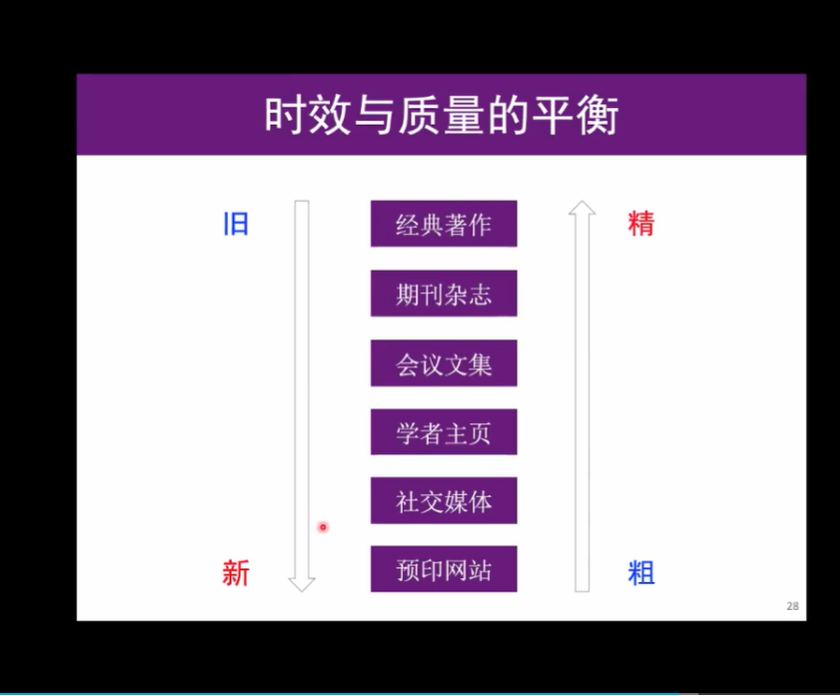 时效与质量的平衡
旧
经典著作
精
期刊杂志
会议文集
学者主页
社交媒体
新
预印网站
粗
28